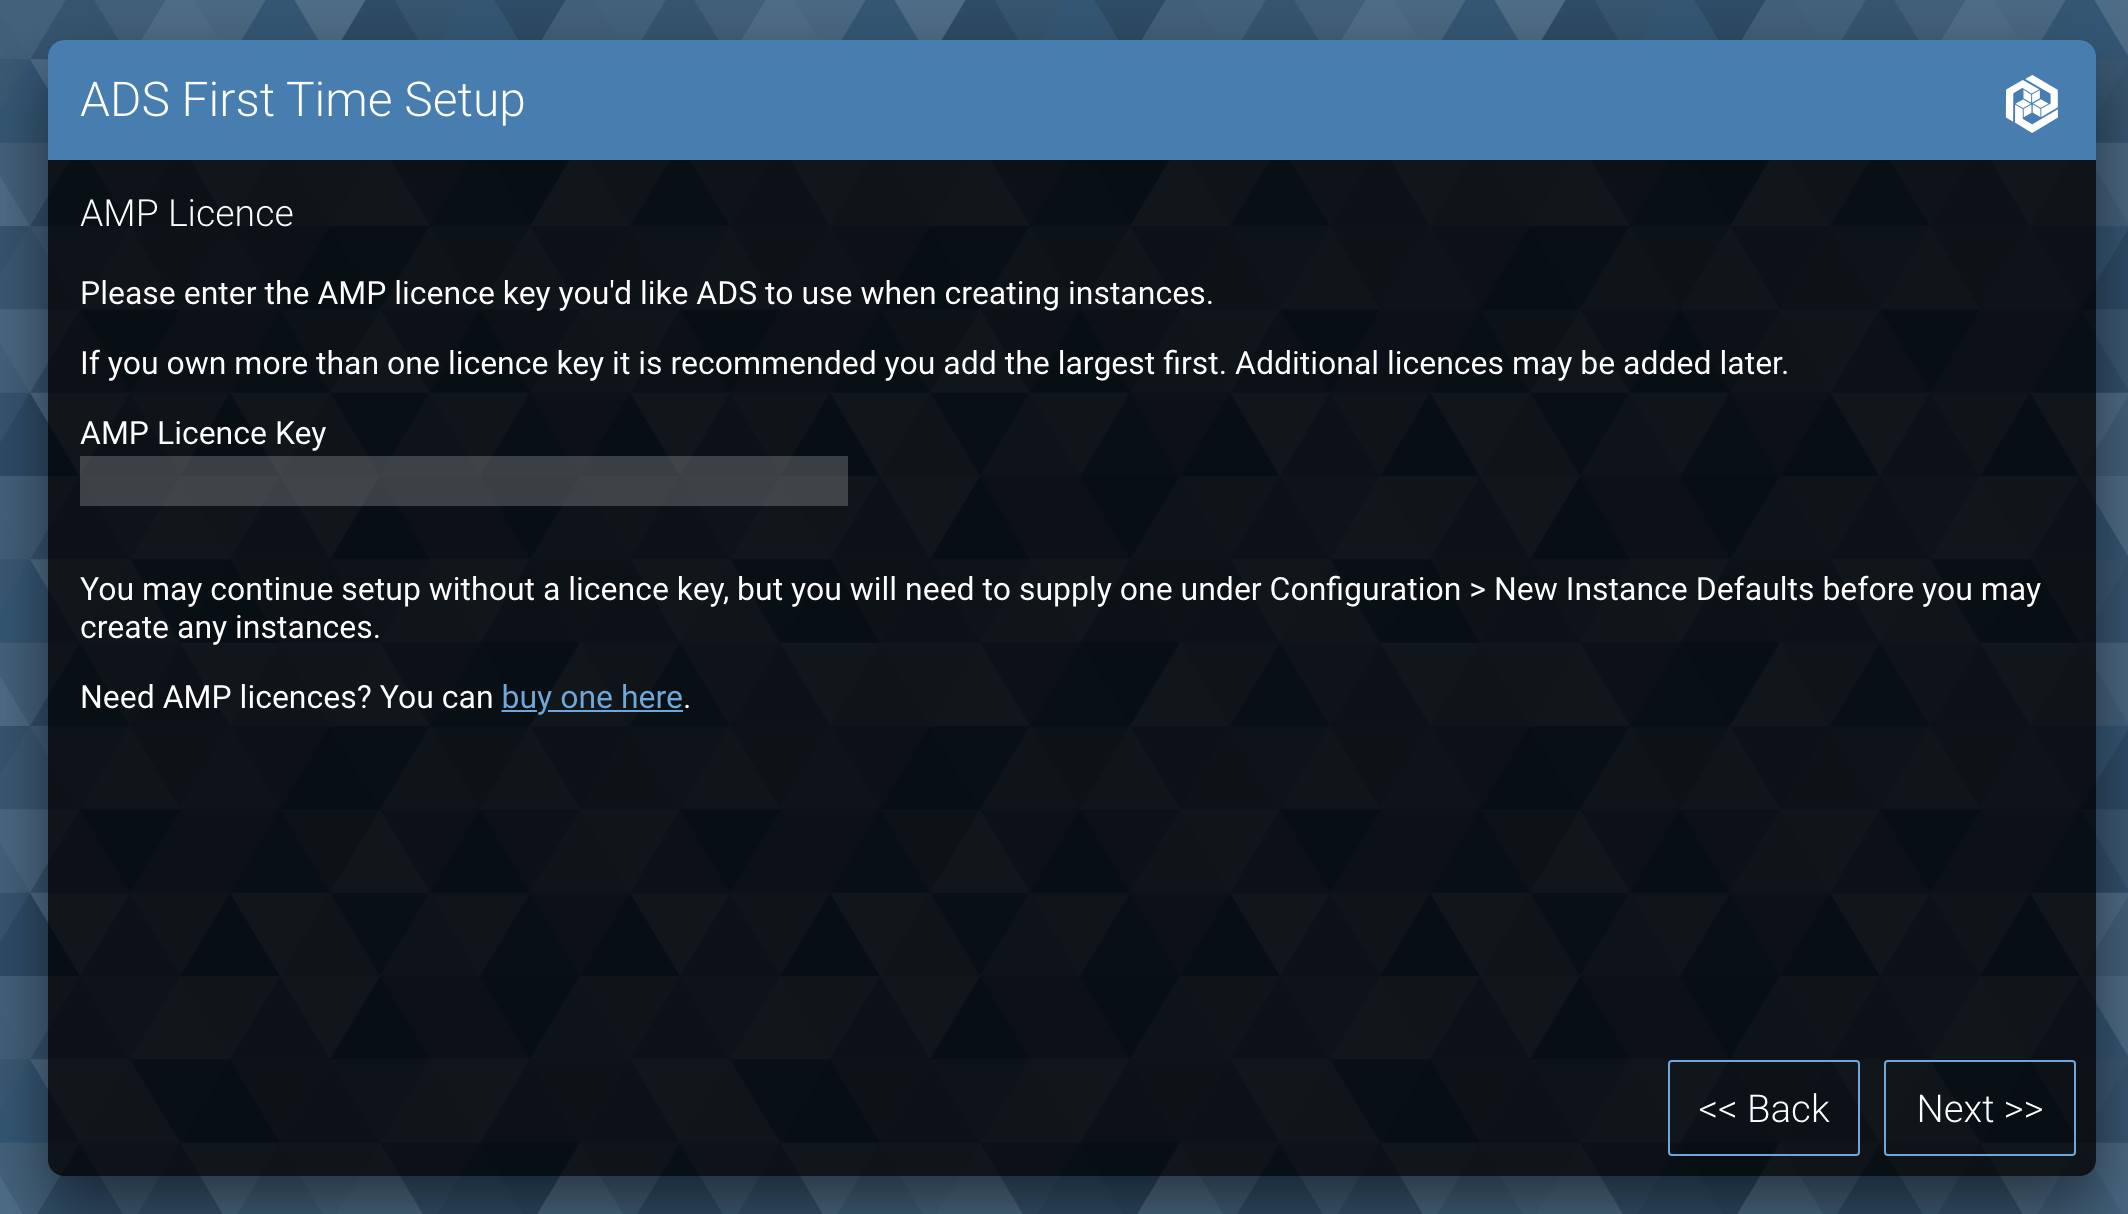 ADS First Time Setup
AMP Licence
Please enter the AMP licence key you'd like ADS to use when creating instances.
If you own more than one licence key it is recommended you add the largest first. Additional licences may be added later.
AMP Licence Key
You may continue setup without a licence key, but you will need to supply one under Configuration > New Instance Defaults before you may
create any instances.
Need AMP licences? You can buy one here.
<< Back
Next >>